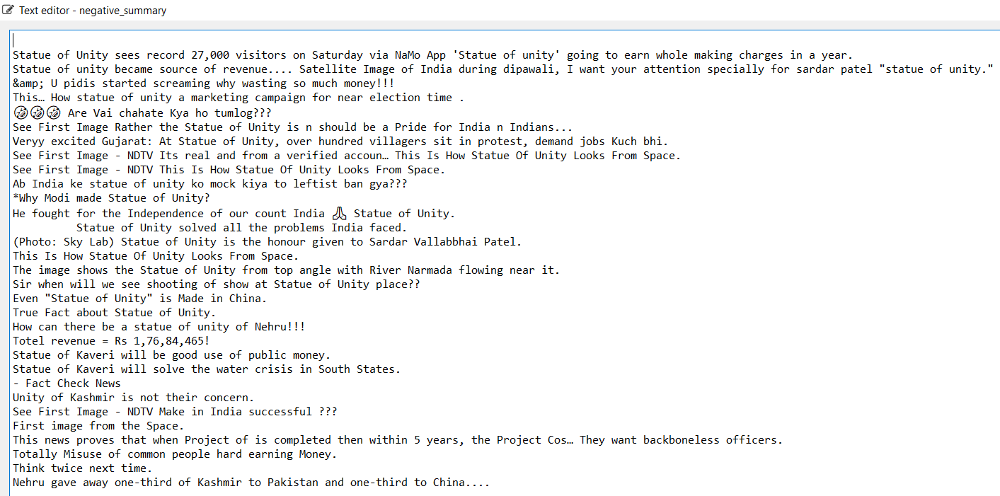 Text editor - negative_summary
Statue of Unity sees record 27,000 visitors on Saturday via NaMo App 'Statue of unity' going to earn whole making charges in a year.
Statue of unity became source of revenue.... Satellite Image of India during dipawali, I want your attention specially for sardar patel "statue of unity."
&amp; U pidis started screaming why wasting so much money!!!
This… How statue of unity a marketing campaign for near election time .
🤣🤣🤣 Are Vai chahate Kya ho tumlog???
See First Image Rather the Statue of Unity is n should be a Pride for India n Indians...
Veryy excited Gujarat: At Statue of Unity, over hundred villagers sit in protest, demand jobs Kuch bhi.
See First Image - NDTV Its real and from a verified accoun… This Is How Statue Of Unity Looks From Space.
See First Image - NDTV This Is How Statue Of Unity Looks From Space.
Ab India ke statue of unity ko mock kiya to leftist ban gya???
*Why Modi made Statue of Unity?
He fought for the Independence of our count India 🙏 Statue of Unity.
Statue of Unity solved all the problems India faced.
(Photo: Sky Lab) Statue of Unity is the honour given to Sardar Vallabbhai Patel.
This Is How Statue Of Unity Looks From Space.
The image shows the Statue of Unity from top angle with River Narmada flowing near it.
Sir when will we see shooting of show at Statue of Unity place??
Even "Statue of Unity" is Made in China.
True Fact about Statue of Unity.
How can there be a statue of unity of Nehru!!!
Totel revenue = Rs 1,76,84,465!
Statue of Kaveri will be good use of public money.
Statue of Kaveri will solve the water crisis in South States.
- Fact Check News
Unity of Kashmir is not their concern.
See First Image - NDTV Make in India successful ???
First image from the Space.
This news proves that when Project of is completed then within 5 years, the Project Cos… They want backboneless officers.
Totally Misuse of common people hard earning Money.
Think twice next time.
Nehru gave away one-third of Kashmir to Pakistan and one-third to China....